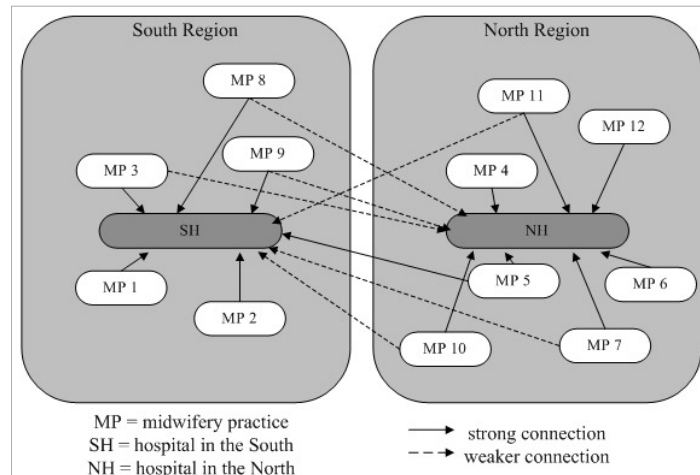 South Region
North Region
MP 8
MP 11
MP 12
MP 9
MP 3
MP 4
SH
NH
MP 1
MP 5
MP 6
MP 2
MP 10
MP 7
MP = midwifery practice
SH = hospital in the South
NH = hospital in the North
strong connection
weaker connection